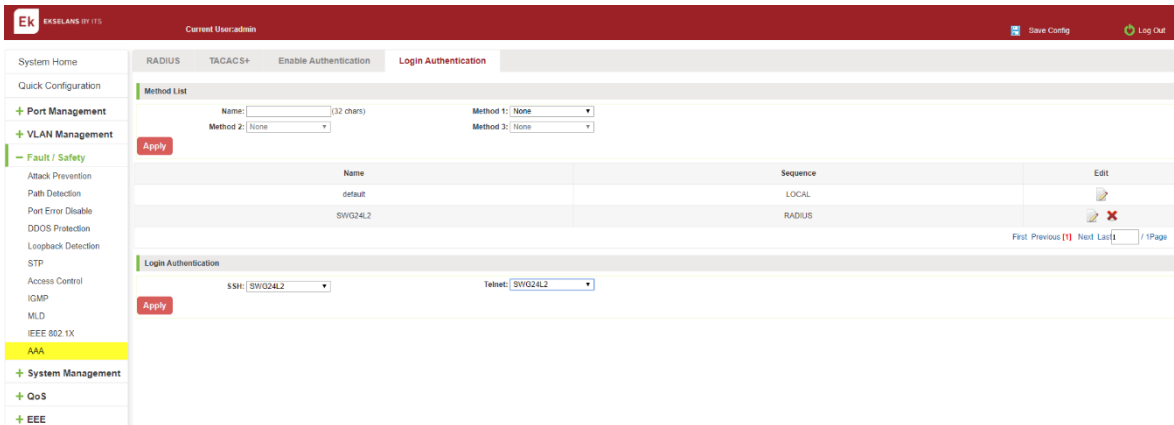 Ek EKSELANS BY ITS
Current User:admin
Save Config
Log Out
System Home
Quick Configuration
+ Port Management
+ VLAN Management
− Fault / Safety
Attack Prevention
Path Detection
Port Error Disable
DDOS Protection
Loopback Detection
STP
Access Control
IGMP
MLD
IEEE 802.1X
AAA
+ System Management
+ QoS
+ EEE
RADIUS TACACS+ Enable Authentication Login Authentication
Method List
Name: (32 chars) Method 1: None
Method 2: None Method 3: None
Apply
Name Sequence Edit
default LOCAL
SWG24L2 RADIUS
First Previous [1] Next Last 1 / 1Page
Login Authentication
SSH: SWG24L2 Telnet: SWG24L2
Apply